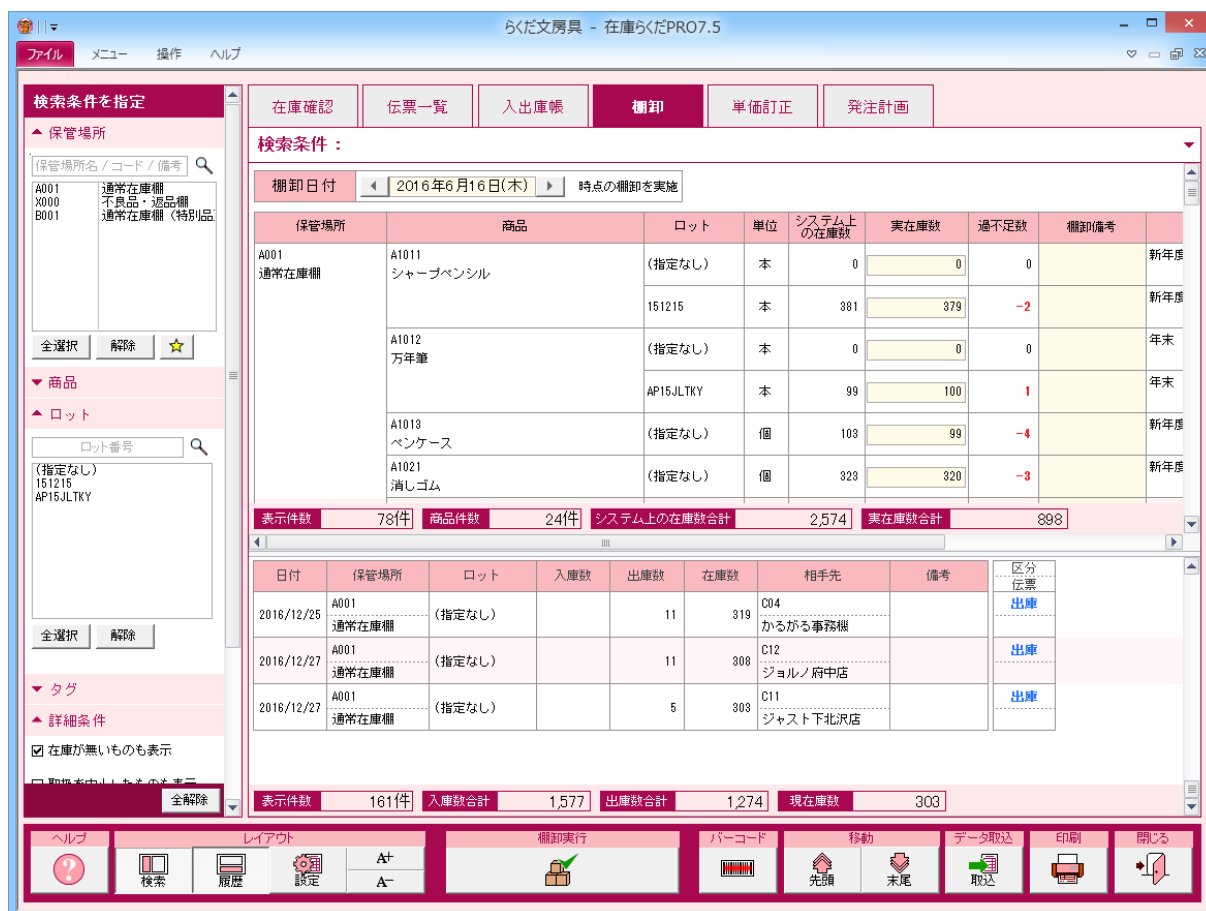 らくだ文房具 - 在庫らくだPRO7.5
ファイル メニュー 操作 ヘルプ
検索条件を指定
保管場所
保管場所名 / コード / 備考
A001 通常在庫棚
X000 不良品・返品棚
B001 通常在庫棚（特別品
全選択 解除
商品
ロット
ロット番号
(指定なし)
151215
AP15JLTKY
全選択 解除
タグ
詳細条件
在庫が無いものも表示
全解除
在庫確認 伝票一覧 入出庫帳 棚卸 単価訂正 発注計画
検索条件：
棚卸日付 2016年6月16日(木) 時点の棚卸を実施
保管場所 商品 ロット 単位 システム上の在庫数 実在庫数 過不足数 棚卸備考
A001 通常在庫棚 A1011 シャープペンシル (指定なし) 本 0 0 0 新年度
151215 本 381 379 -2 新年度
A1012 万年筆 (指定なし) 本 0 0 0 年末
AP15JLTKY 本 99 100 1 年末
A1013 ペンケース (指定なし) 個 103 99 -4 新年度
A1021 消しゴム (指定なし) 個 323 320 -3 新年度
表示件数 78件 商品件数 24件 システム上の在庫数合計 2,574 実在庫数合計 898
日付 保管場所 ロット 入庫数 出庫数 在庫数 相手先 備考 区分 伝票
2016/12/25 A001 通常在庫棚 (指定なし) 11 319 C04 かるがる事務機 出庫
2016/12/27 A001 通常在庫棚 (指定なし) 11 308 C12 ジョルノ府中店 出庫
2016/12/27 A001 通常在庫棚 (指定なし) 5 303 C11 ジャスト下北沢店 出庫
表示件数 161件 入庫数合計 1,577 出庫数合計 1,274 現在庫数 303
ヘルプ レイアウト 棚卸実行 バーコード 移動 データ取込 印刷 閉じる
検索 履歴 設定 A+ A- 先頭 末尾 取込